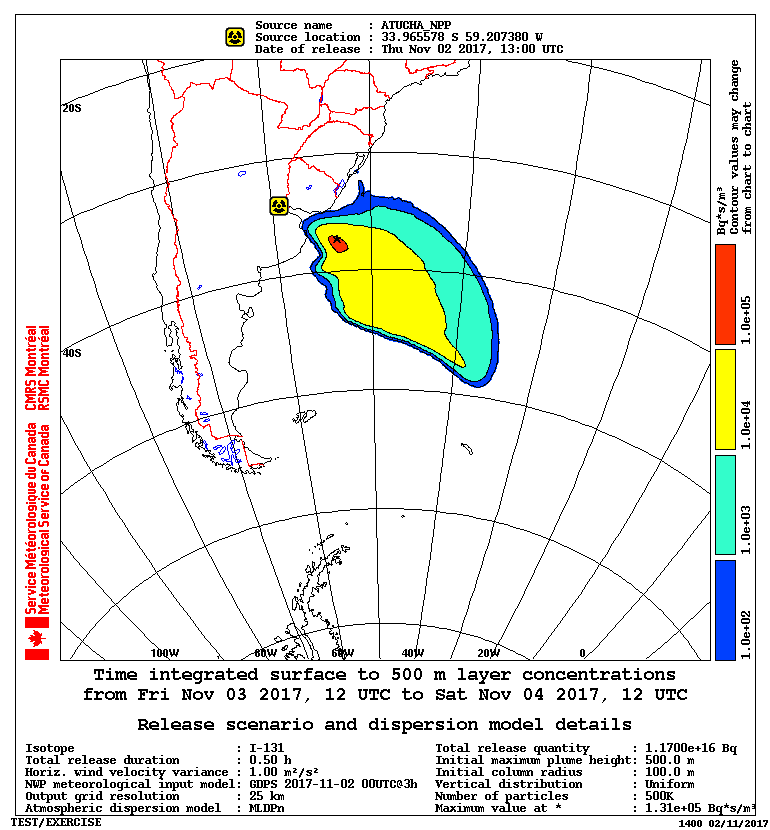 Source name : ATUCHA_NPP
Source location : 33.965578 S 59.207380 W
Date of release : Thu Nov 02 2017, 13:00 UTC
20S
40S
100W
80W
60W
40W
20W
0
Bq*s/m³
Contour values may change
from chart to chart
1.0e+05
1.0e+04
1.0e+03
1.0e+02
CMRS Montréal
RSMC Montréal
Service Météorologique du Canada
Meteorological Service of Canada
Time integrated surface to 500 m layer concentrations
from Fri Nov 03 2017, 12 UTC to Sat Nov 04 2017, 12 UTC
Release scenario and dispersion model details
Isotope : I-131
Total release duration : 0.50 h
Horiz. wind velocity variance : 1.00 m²/s²
NWP meteorological input model: GDPS 2017-11-02 00UTC@3h
Output grid resolution : 25 km
Atmospheric dispersion model : MLDPn
Total release quantity : 1.1700e+16 Bq
Initial maximum plume height: 500.0 m
Initial column radius : 100.0 m
Vertical distribution : Uniform
Number of particles : 500K
Maximum value at * : 1.31e+05 Bq*s/m³
TEST/EXERCISE
1400 02/11/2017